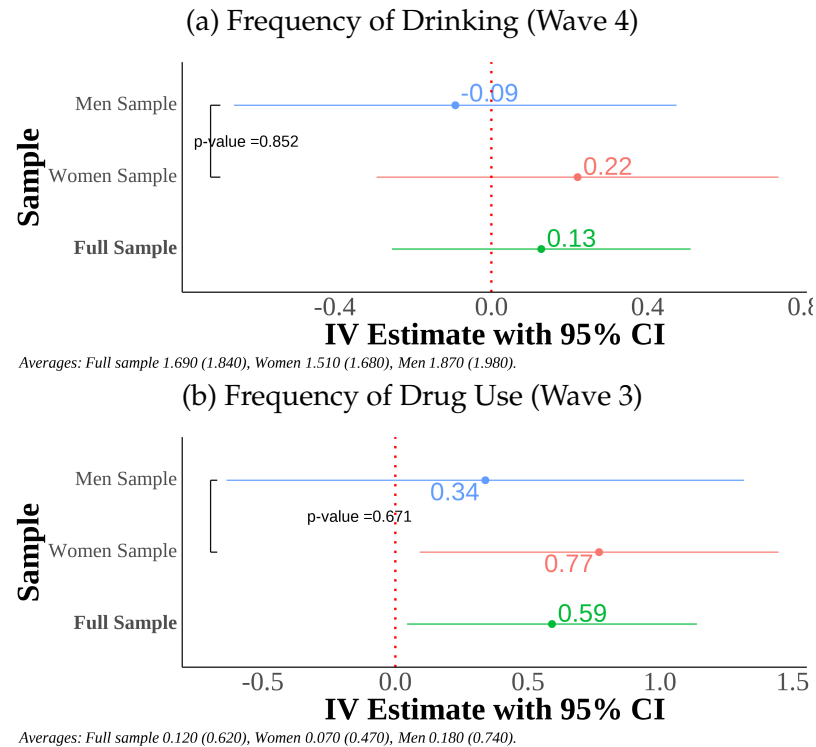 (a) Frequency of Drinking (Wave 4)
Men Sample
-0.09
p-value =0.852
Women Sample
0.22
Full Sample
0.13
Sample
-0.4 0.0 0.4 0.8
IV Estimate with 95% CI
Averages: Full sample 1.690 (1.840), Women 1.510 (1.680), Men 1.870 (1.980).
(b) Frequency of Drug Use (Wave 3)
Men Sample
0.34
p-value =0.671
Women Sample
0.77
Full Sample
0.59
Sample
-0.5 0.0 0.5 1.0 1.5
IV Estimate with 95% CI
Averages: Full sample 0.120 (0.620), Women 0.070 (0.470), Men 0.180 (0.740).